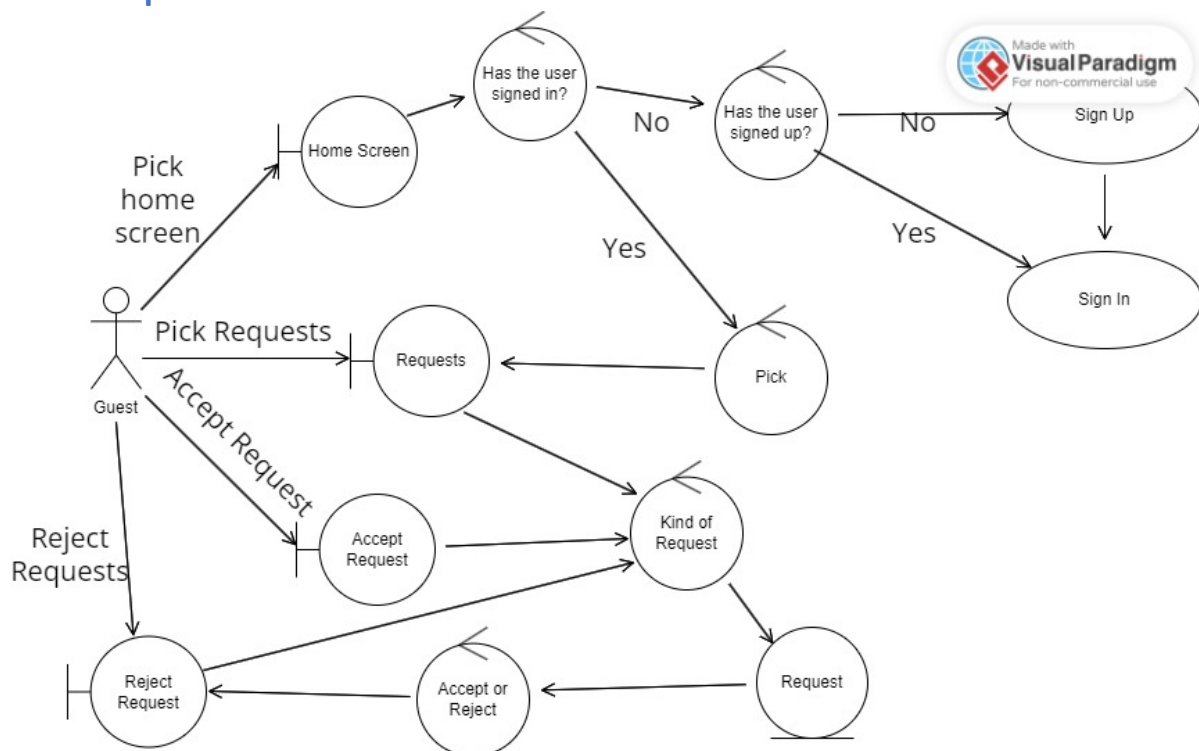 Made with
VisualParadigm
For non-commercial use
Has the user
signed in?
No
Has the user
signed up?
No
Sign Up
Home Screen
Pick
home
screen
Yes
Yes
Sign In
Pick Requests
Requests
Pick
Guest
Accept Request
Kind of
Request
Accept
Request
Reject
Requests
Reject
Request
Accept or
Reject
Request